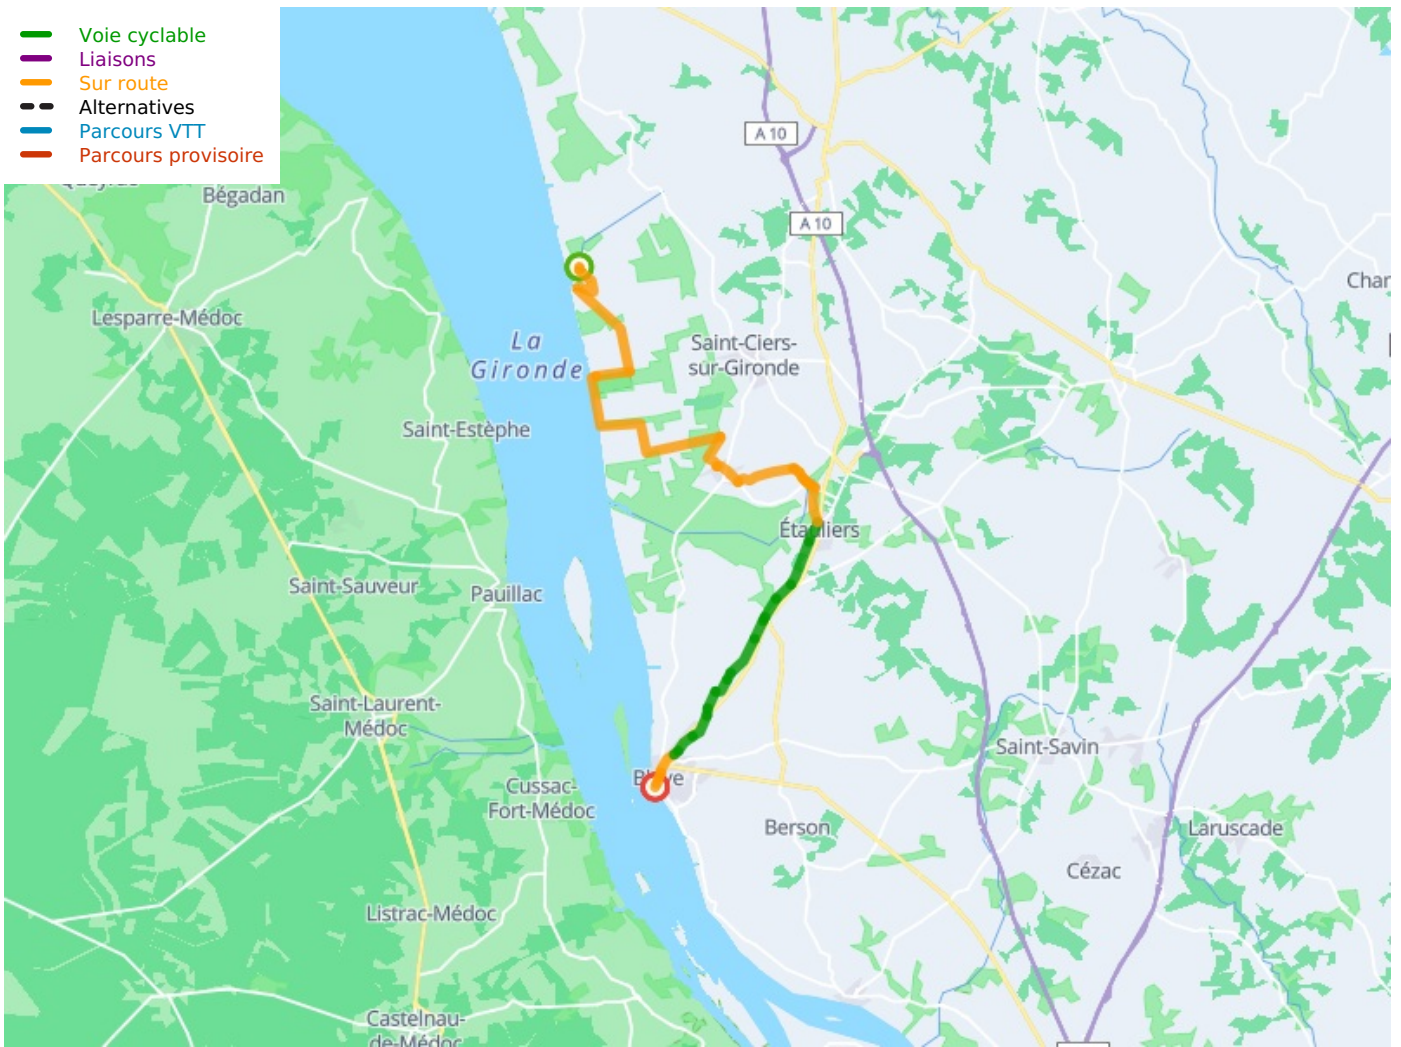 Voie cyclable
Liaisons
Sur route
Alternatives
Parcours VTT
Parcours provisoire
A 10
Bégadan
A 10
Char
Lesparre-Médoc
La
Gironde
Saint-Ciers-
sur-Gironde
Saint-Estèphe
Étauliers
Saint-Sauveur
Pauillac
Saint-Laurent-
Médoc
Saint-Savin
Blaye
Cussac-
Fort-Médoc
Berson
Laruscade
Cézac
Listrac-Médoc
Castelnau-
de-Médoc